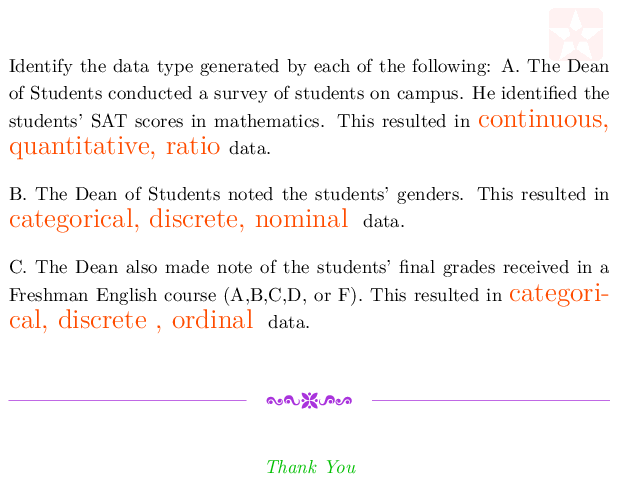 Identify the data type generated by each of the following: A. The Dean
of Students conducted a survey of students on campus. He identified the
students' SAT scores in mathematics. This resulted in continuous,
quantitative, ratio data.
B. The Dean of Students noted the students' genders. This resulted in
categorical, discrete, nominal data.
C. The Dean also made note of the students' final grades received in a
Freshman English course (A,B,C,D, or F). This resulted in categori-
cal, discrete , ordinal data.
Thank You